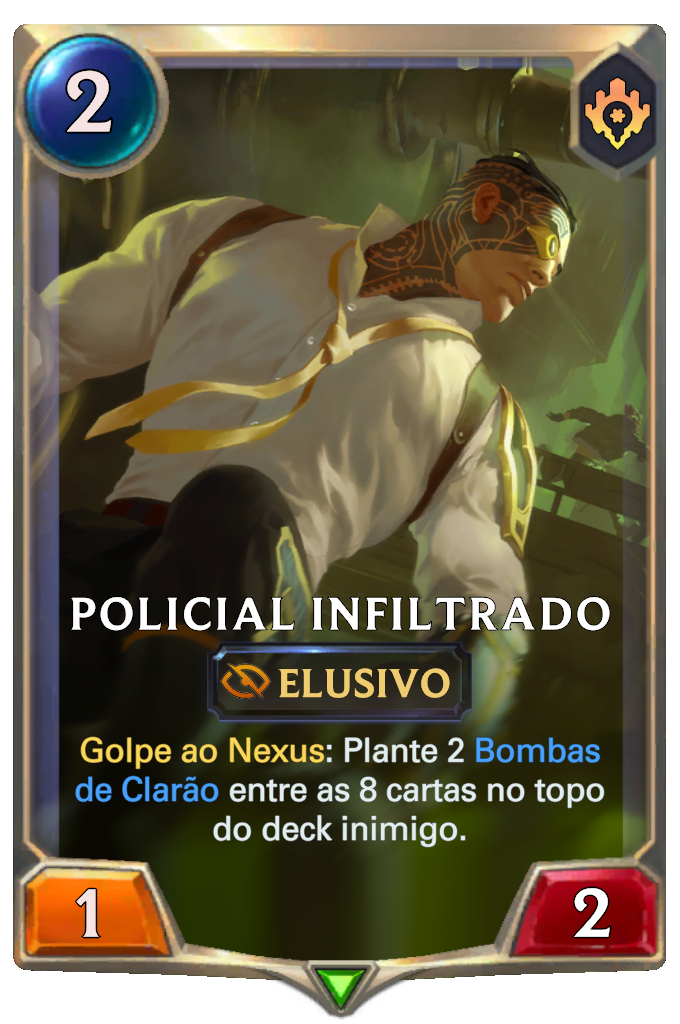 2
POLICIAL INFILTRADO
ELUSIVO
Golpe ao Nexus: Plante 2 Bombas
de Clarão entre as 8 cartas no topo
do deck inimigo.
1
2